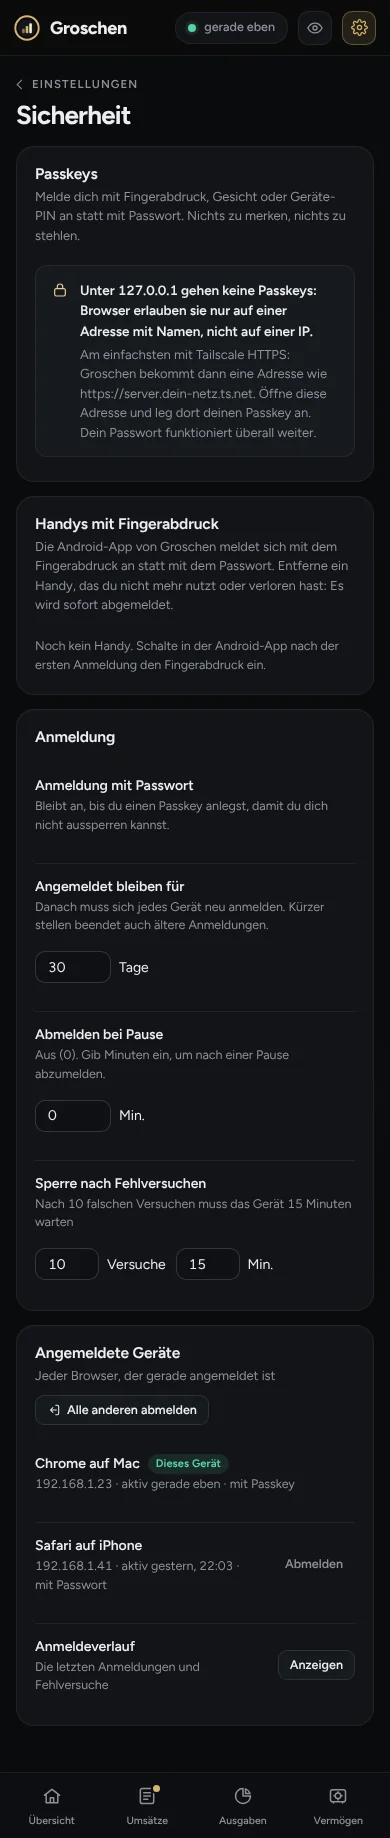 Groschen
gerade eben
EINSTELLUNGEN
Sicherheit
Passkeys
Melde dich mit Fingerabdruck, Gesicht oder Geräte-
PIN an statt mit Passwort. Nichts zu merken, nichts zu
stehlen.
Unter 127.0.0.1 gehen keine Passkeys:
Browser erlauben sie nur auf einer
Adresse mit Namen, nicht auf einer IP.
Am einfachsten mit Tailscale HTTPS:
Groschen bekommt dann eine Adresse wie
https://server.dein-netz.ts.net. Öffne diese
Adresse und leg dort deinen Passkey an.
Dein Passwort funktioniert überall weiter.
Handys mit Fingerabdruck
Die Android-App von Groschen meldet sich mit dem
Fingerabdruck an statt mit dem Passwort. Entferne ein
Handy, das du nicht mehr nutzt oder verloren hast: Es
wird sofort abgemeldet.
Noch kein Handy. Schalte in der Android-App nach der
ersten Anmeldung den Fingerabdruck ein.
Anmeldung
Anmeldung mit Passwort
Bleibt an, bis du einen Passkey anlegst, damit du dich
nicht aussperren kannst.
Angemeldet bleiben für
Danach muss sich jedes Gerät neu anmelden. Kürzer
stellen beendet auch ältere Anmeldungen.
30 Tage
Abmelden bei Pause
Aus (0). Gib Minuten ein, um nach einer Pause
abzumelden.
0 Min.
Sperre nach Fehlversuchen
Nach 10 falschen Versuchen muss das Gerät 15 Minuten
warten
10 Versuche 15 Min.
Angemeldete Geräte
Jeder Browser, der gerade angemeldet ist
Alle anderen abmelden
Chrome auf Mac Dieses Gerät
192.168.1.23 · aktiv gerade eben · mit Passkey
Safari auf iPhone
192.168.1.41 · aktiv gestern, 22:03 ·
mit Passwort
Abmelden
Anmeldeverlauf
Die letzten Anmeldungen und
Fehlversuche
Anzeigen
Übersicht
Umsätze
Ausgaben
Vermögen